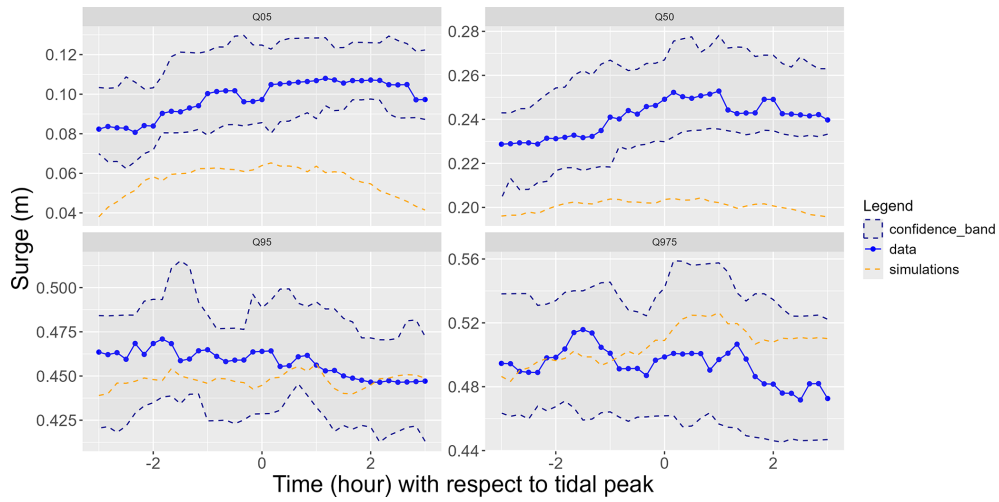 Q05
Q50
0.12
0.10
0.08
0.06
0.04
0.28
0.26
0.24
0.22
0.20
Surge (m)
Q95
Q975
0.500
0.475
0.450
0.425
0.56
0.52
0.48
0.44
-2
0
2
-2
0
2
Time (hour) with respect to tidal peak
Legend
confidence_band
data
simulations